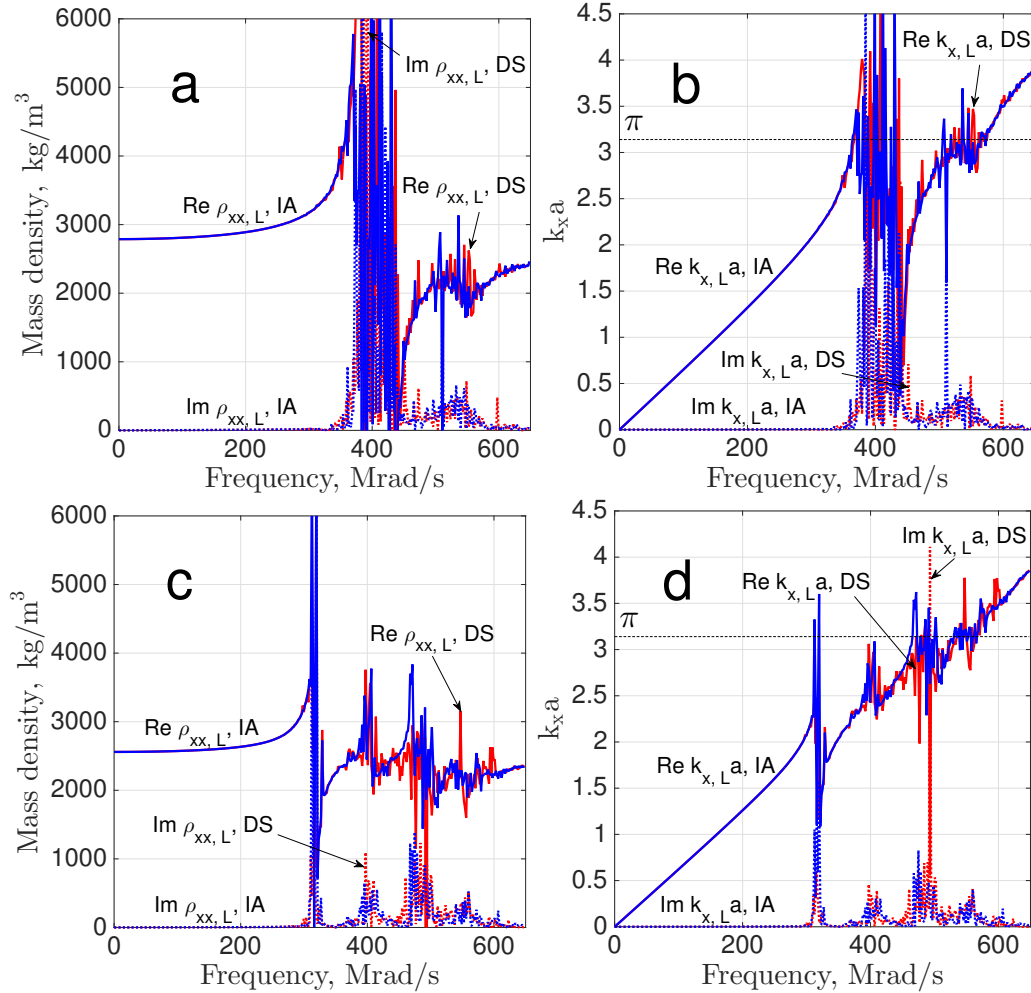 a
6000
5000
4000
3000
2000
1000
0
Mass density, kg/m³
Im ρxx, L, DS
Re ρxx, L, DS
Re ρxx, L, IA
Im ρxx, L, IA
0 200 400 600
Frequency, Mrad/s
b
4.5
4
3.5
π
3
2.5
2
1.5
1
0.5
0
kxa
Re kx, La, DS
Re kx, La, IA
Im kx, La, DS
Im kx, La, IA
0 200 400 600
Frequency, Mrad/s
c
6000
5000
4000
3000
2000
1000
0
Mass density, kg/m³
Re ρxx, L, DS
Re ρxx, L, IA
Im ρxx, L, DS
Im ρxx, L, IA
0 200 400 600
Frequency, Mrad/s
d
4.5
4
3.5
π
3
2.5
2
1.5
1
0.5
0
kxa
Im kx, La, DS
Re kx, La, DS
Re kx, La, IA
Im kx, La, IA
0 200 400 600
Frequency, Mrad/s